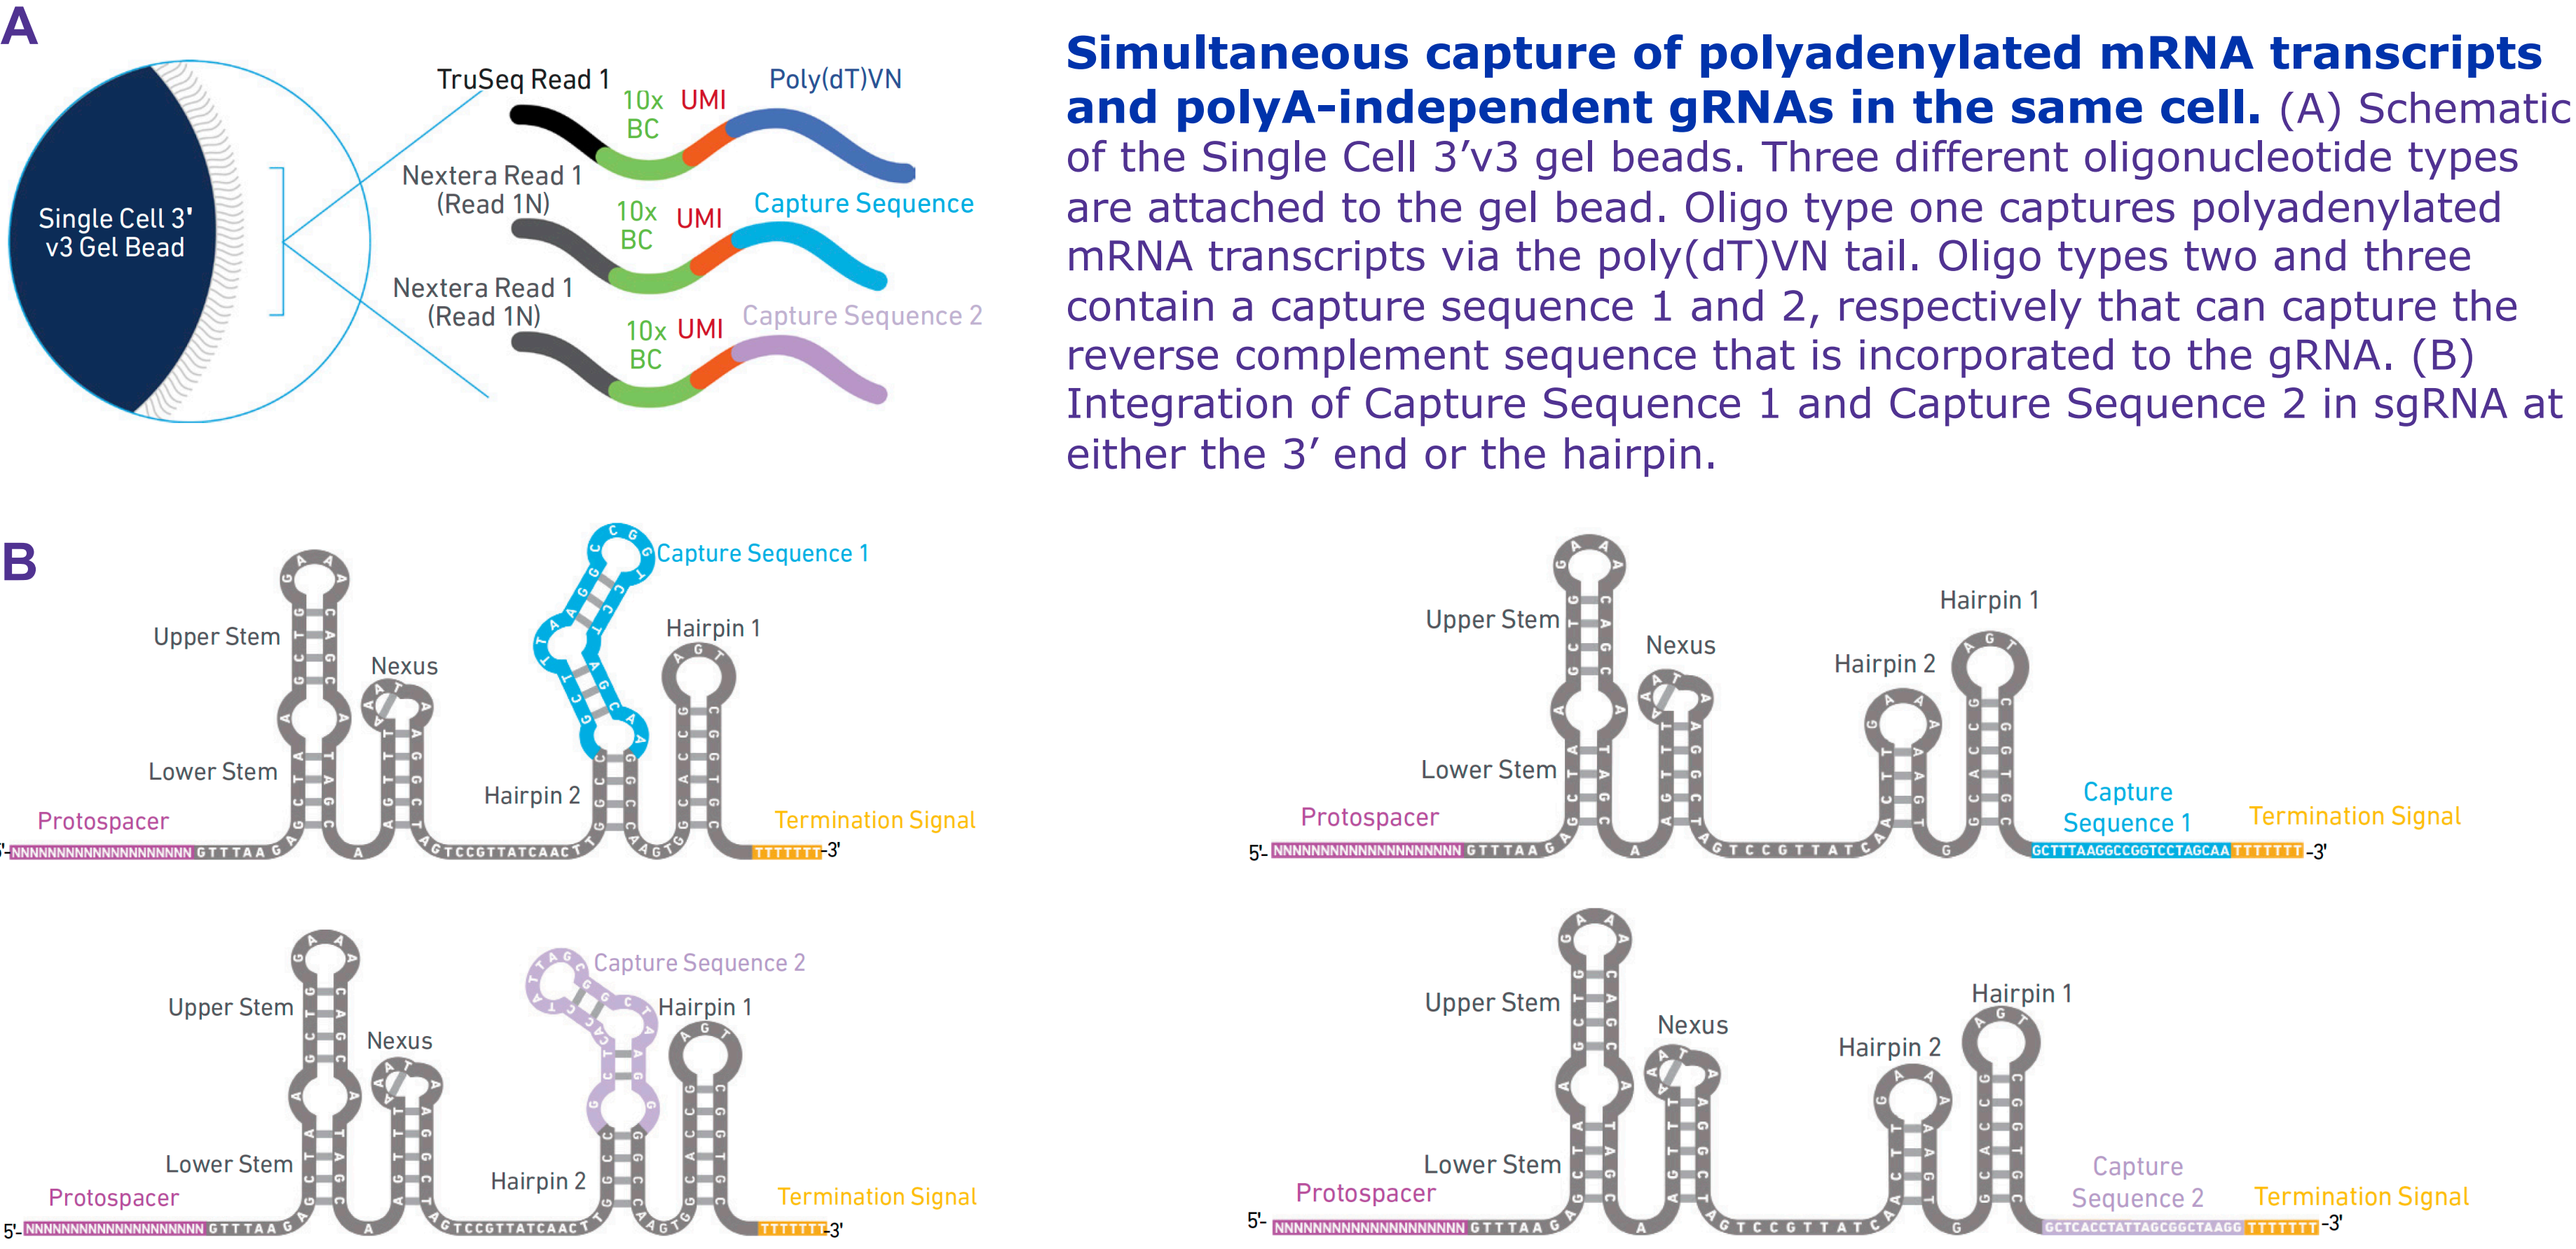 A
TruSeq Read 1
10x
BC
UMI
Poly(dT)VN
Nextera Read 1
(Read 1N)
10x
BC
UMI
Capture Sequence
Nextera Read 1
(Read 1N)
10x
BC
UMI
Capture Sequence 2
Single Cell 3'
v3 Gel Bead
Simultaneous capture of polyadenylated mRNA transcripts
and polyA-independent gRNAs in the same cell. (A) Schematic
of the Single Cell 3’v3 gel beads. Three different oligonucleotide types
are attached to the gel bead. Oligo type one captures polyadenylated
mRNA transcripts via the poly(dT)VN tail. Oligo types two and three
contain a capture sequence 1 and 2, respectively that can capture the
reverse complement sequence that is incorporated to the gRNA. (B)
Integration of Capture Sequence 1 and Capture Sequence 2 in sgRNA at
either the 3’ end or the hairpin.
B
Capture Sequence 1
Upper Stem
Nexus
Hairpin 1
Lower Stem
Hairpin 2
Protospacer
Termination Signal
GTTTAAG
AGTCCGTTATCAACTT
TTTTTTT-3'
Upper Stem
Nexus
Hairpin 2
Hairpin 1
Lower Stem
Protospacer
Capture
Sequence 1
Termination Signal
5'-
GTTTAAG
AGTCCGTTATCAA
GCTTTAAGGCCGGTCCTAGCAA
TTTTTTT
-3'
Capture Sequence 2
Upper Stem
Nexus
Hairpin 1
Lower Stem
Hairpin 2
Protospacer
Termination Signal
5'-
GTTTAAG
AGTCCGTTATCAACTT
TTTTTTT
-3'
Upper Stem
Nexus
Hairpin 2
Hairpin 1
Lower Stem
Protospacer
Capture
Sequence 2
Termination Signal
5'-
GTTTAAG
AGTCCGTTATCAA
GCTCACCTATTAGCGGCTAAGG
TTTTTTT
-3'